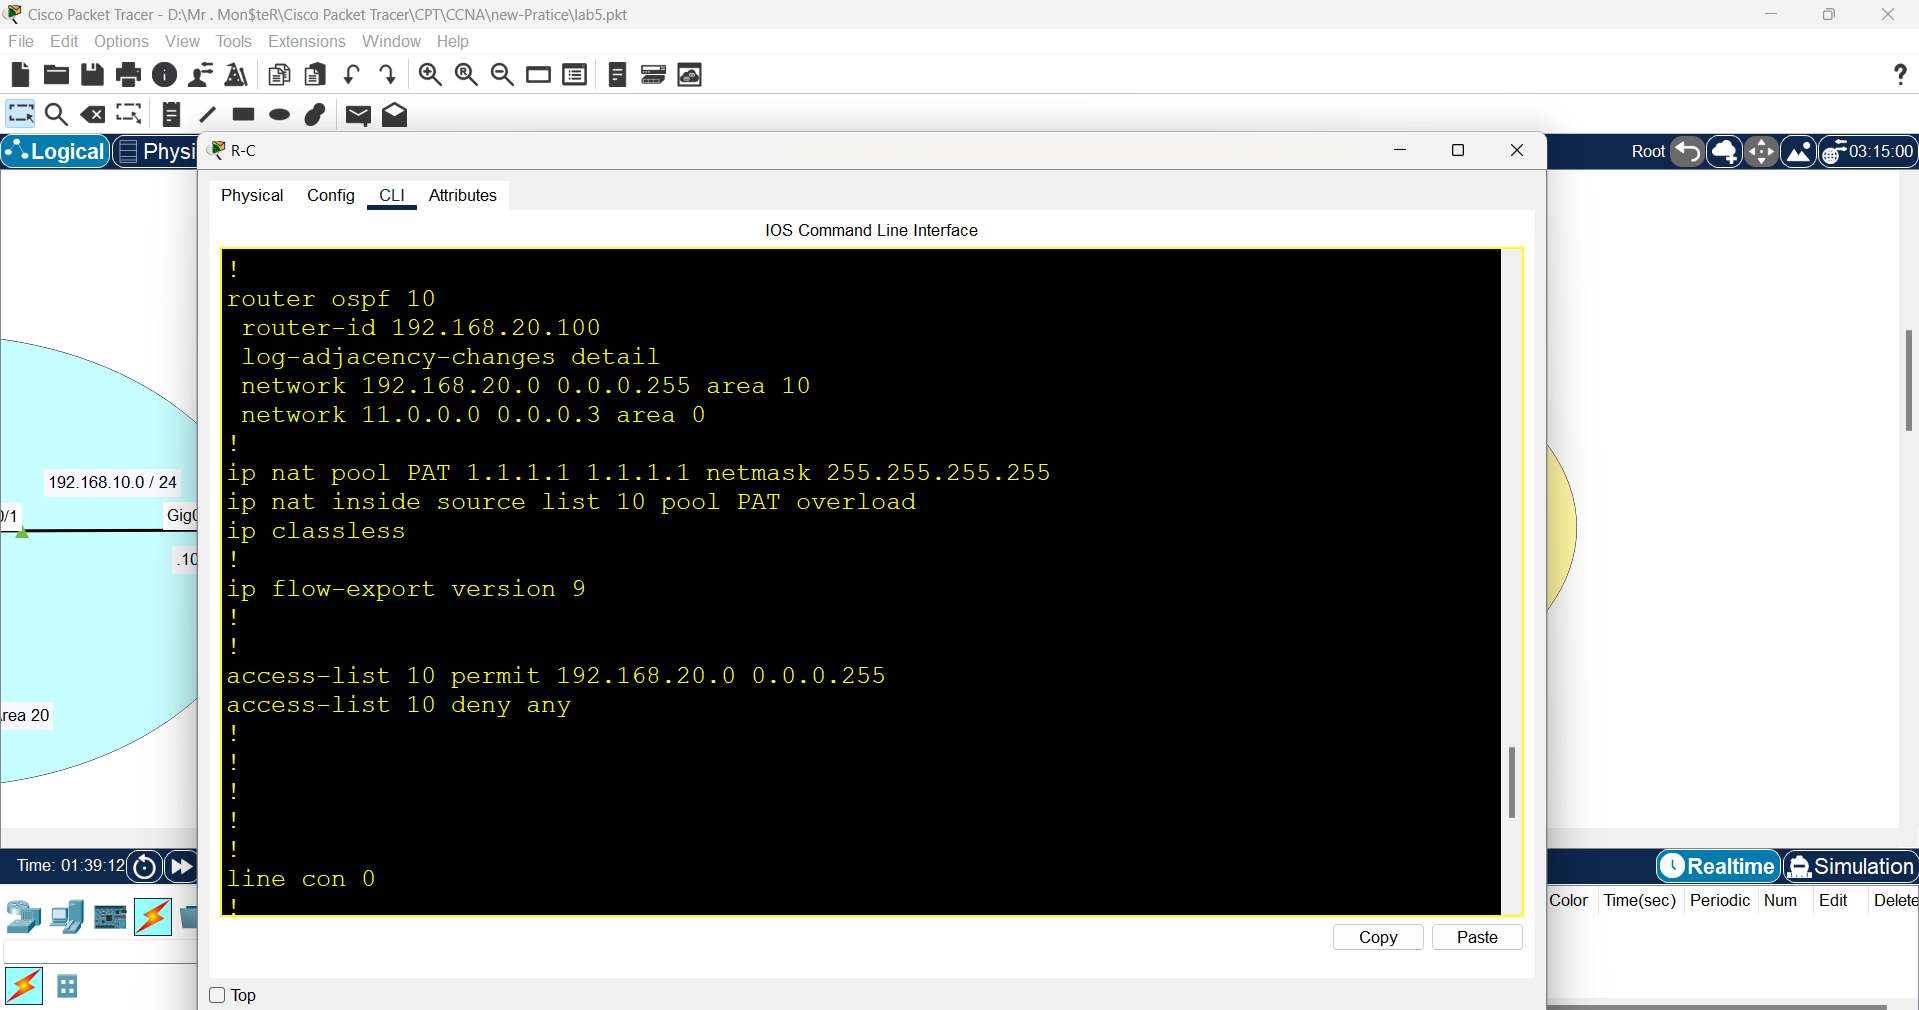 Cisco Packet Tracer - D:\Mr . Mon$teR\Cisco Packet Tracer\CPT\CCNA\new-Pratice\lab5.pkt
File Edit Options View Tools Extensions Window Help
?
Logical Physi
R-C
Root 03:15:00
Physical Config CLI Attributes
IOS Command Line Interface
!
router ospf 10
router-id 192.168.20.100
log-adjacency-changes detail
network 192.168.20.0 0.0.0.255 area 10
network 11.0.0.0 0.0.0.3 area 0
!
ip nat pool PAT 1.1.1.1 1.1.1.1 netmask 255.255.255.255
ip nat inside source list 10 pool PAT overload
ip classless
!
ip flow-export version 9
!
!
access-list 10 permit 192.168.20.0 0.0.0.255
access-list 10 deny any
!
!
!
!
!
line con 0
!
192.168.10.0 / 24
0/1
Gig0
.10
rea 20
Copy Paste
Top
Time: 01:39:12
Realtime Simulation
Color Time(sec) Periodic Num Edit Delete